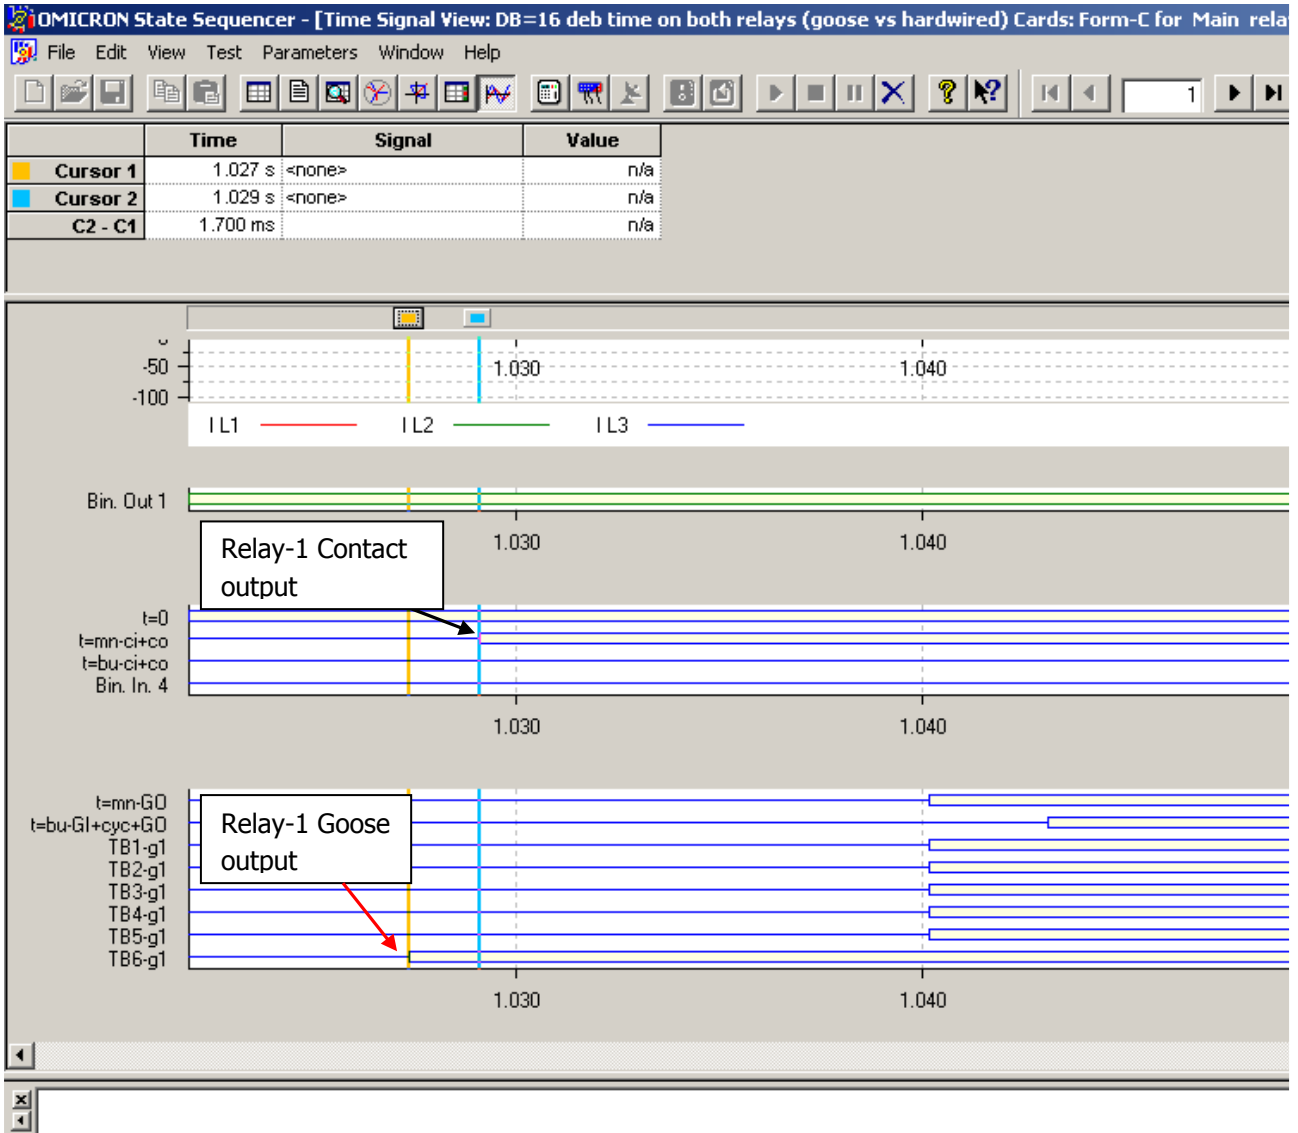 OMICRON State Sequencer - [Time Signal View: DB=16 deb time on both relays (goose vs hardwired) Cards: Form-C for Main rela
File Edit View Test Parameters Window Help
1
Time Signal Value
Cursor 1 1.027 s <none> n/a
Cursor 2 1.029 s <none> n/a
C2 - C1 1.700 ms n/a
-50
1.030 1.040
-100
I L1 I L2 I L3
Bin. Out 1
1.030 1.040
Relay-1 Contact
output
t=0
t=mn-ci+co
t=bu-ci+co
Bin. In. 4
1.030 1.040
t=mn-GO
t=bu-GI+cyc+GO
TB1-g1
TB2-g1
TB3-g1
TB4-g1
TB5-g1
TB6-g1
Relay-1 Goose
output
1.030 1.040